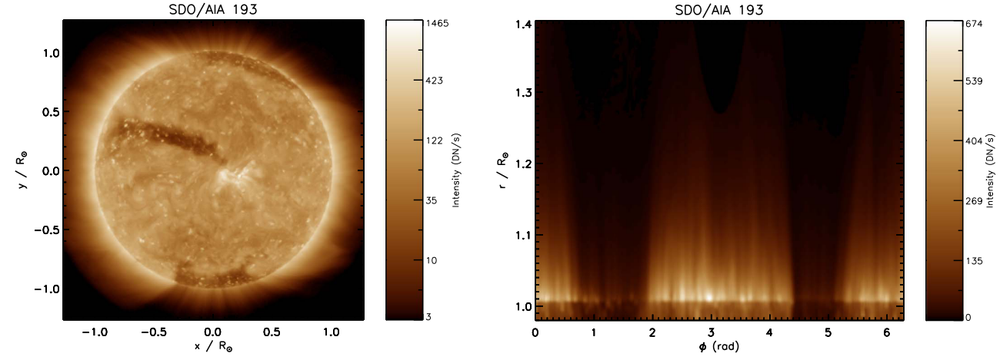 SDO/AIA 193
1.0
0.5
0.0
−0.5
−1.0
y / R⊙
−1.0 −0.5 0.0 0.5 1.0
x / R⊙
1465
423
122
35
10
3
Intensity (DN/s)
SDO/AIA 193
1.4
1.3
1.2
1.1
1.0
r / R⊙
0 1 2 3 4 5 6
ϕ (rad)
674
539
404
269
135
0
Intensity (DN/s)